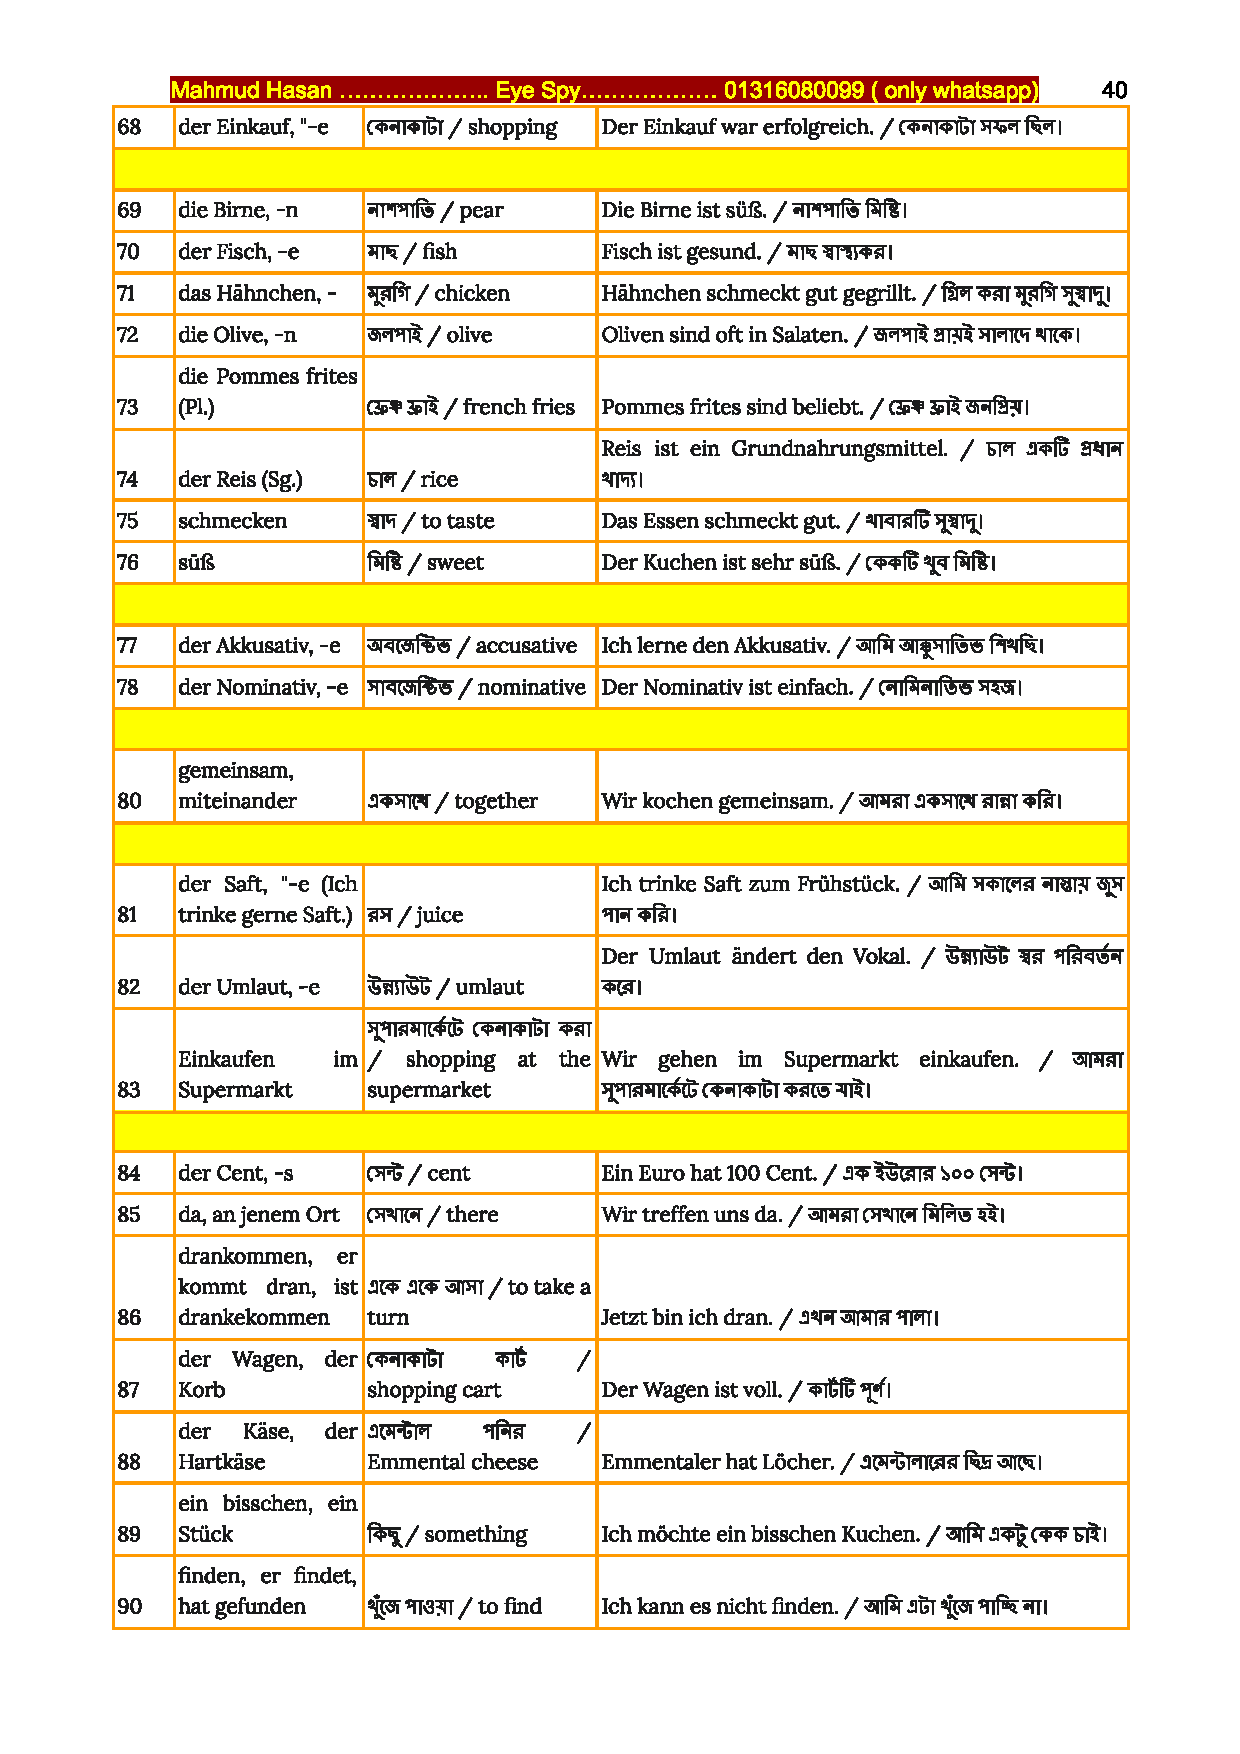 Mahmud Hasan ……………….. Eye Spy……………… 01316080099 ( only whatsapp) 40
68 der Einkauf, "-e কেনাকাটা / shopping Der Einkauf war erfolgreich. / কেনাকাটা সফল ছিল।
69 die Birne, -n নাশপাতি / pear Die Birne ist süß. / নাশপাতি মিষ্টি।
70 der Fisch, -e মাছ / fish Fisch ist gesund. / মাছ স্বাস্থ্যকর।
71 das Hähnchen, - মুরগি / chicken Hähnchen schmeckt gut gegrillt. / গ্রিল করা মুরগি সুস্বাদু।
72 die Olive, -n জলপাই / olive Oliven sind oft in Salaten. / জলপাই প্রায়ই সালাদে থাকে।
die Pommes frites
73 (Pl.) ফ্রেঞ্চ ফ্রাই / french fries Pommes frites sind beliebt. / ফ্রেঞ্চ ফ্রাই জনপ্রিয়।
Reis ist ein Grundnahrungsmittel. / চাল একটি প্রধান
74 der Reis (Sg.) চাল / rice খাদ্য।
75 schmecken স্বাদ / to taste Das Essen schmeckt gut. / খাবারটি সুস্বাদু।
76 süß মিষ্টি / sweet Der Kuchen ist sehr süß. / কেকটি খুব মিষ্টি।
77 der Akkusativ, -e অবজেক্টিভ / accusative Ich lerne den Akkusativ. / আমি আক্কুসাতিভ শিখছি।
78 der Nominativ, -e সাবজেক্টিভ / nominative Der Nominativ ist einfach. / নোমিনাতিভ সহজ।
gemeinsam,
80 miteinander একসাথে / together Wir kochen gemeinsam. / আমরা একসাথে রান্না করি।
der Saft, "-e (Ich Ich trinke Saft zum Frühstück. / আমি সকালের নাস্তায় জুস
81 trinke gerne Saft.) রস / juice পান করি।
Der Umlaut ändert den Vokal. / উম্ল্যাউট স্বর পরিবর্তন
82 der Umlaut, -e উম্ল্যাউট / umlaut করে।
সুপারমার্কেটে কেনাকাটা করা
Einkaufen im / shopping at the Wir gehen im Supermarkt einkaufen. / আমরা
83 Supermarkt supermarket সুপারমার্কেটে কেনাকাটা করতে যাই।
84 der Cent, -s সেন্ট / cent Ein Euro hat 100 Cent. / এক ইউরোর ১০০ সেন্ট।
85 da, an jenem Ort সেখানে / there Wir treffen uns da. / আমরা সেখানে মিলিত হই।
drankommen, er
kommt dran, ist একে একে আসা / to take a
86 drankekommen turn Jetzt bin ich dran. / এখন আমার পালা।
der Wagen, der কেনাকাটা কার্ট /
87 Korb shopping cart Der Wagen ist voll. / কার্টটি পূর্ণ।
der Käse, der এমেন্টাল পনির /
88 Hartkäse Emmental cheese Emmentaler hat Löcher. / এমেন্টালারের ছিদ্র আছে।
ein bisschen, ein
89 Stück কিছু / something Ich möchte ein bisschen Kuchen. / আমি একটু কেক চাই।
finden, er findet,
90 hat gefunden খুঁজে পাওয়া / to find Ich kann es nicht finden. / আমি এটা খুঁজে পাচ্ছি না।